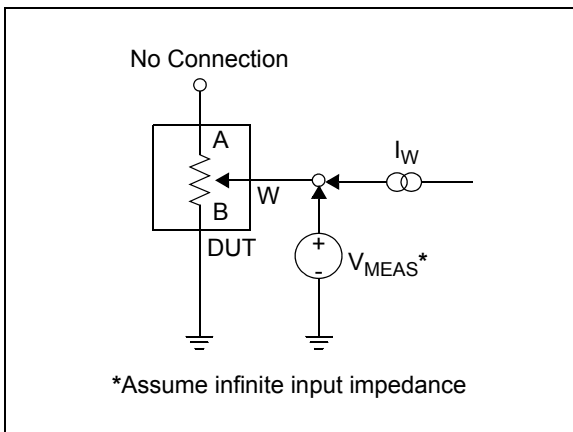 No Connection
A
I_W
W
B
DUT
+
-
V_MEAS*
*Assume infinite input impedance